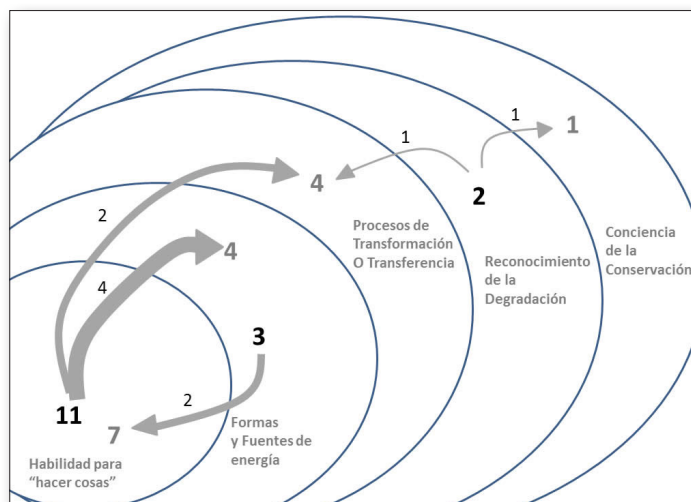 1
1
1
4
2
2
Procesos de
Transformación
O Transferencia
Conciencia
de la
Conservación
Reconocimiento
de la
Degradación
4
4
3
2
11
7
Formas
y Fuentes de
energía
Habilidad para
"hacer cosas"